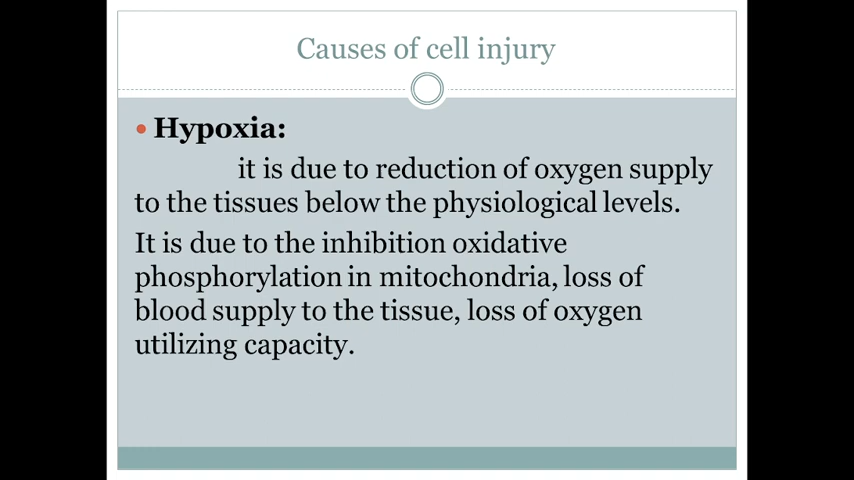 Causes of cell injury
• Hypoxia:
it is due to reduction of oxygen supply
to the tissues below the physiological levels.
It is due to the inhibition oxidative
phosphorylation in mitochondria, loss of
blood supply to the tissue, loss of oxygen
utilizing capacity.